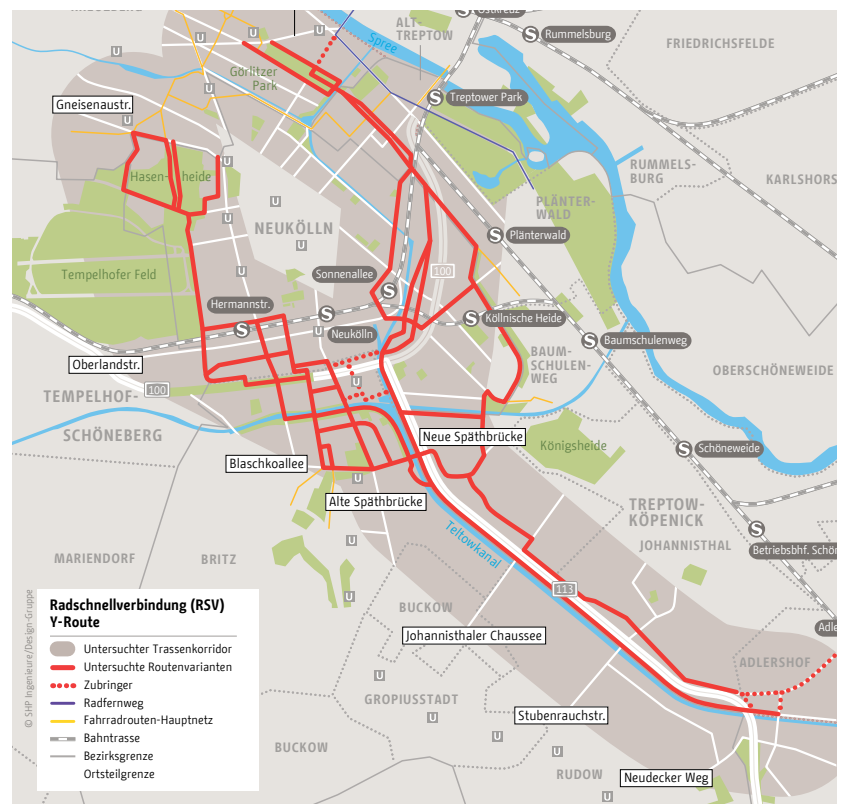 ALT-
TREPTOW
Ostkreuz
S
Rummelsburg
FRIEDRICHSFELDE
Spree
Görlitzer
Park
Gneisenaustr.
S
Treptower Park
RUMMELS-
BURG
KARLSHORS
Hasen-
heide
PLÄNTER-
WALD
NEUKÖLLN
S
Plänterwald
Tempelhofer Feld
Sonnenallee
S
100
Hermannstr.
S
S
Neukölln
S
Köllnische Heide
S
Baumschulenweg
BAUM-
SCHULEN-
WEG
Oberlandstr.
100
OBERSCHÖNEWEIDE
TEMPELHOF-
SCHÖNEBERG
Neue Späthbrücke
Königsheide
S
Schöneweide
Blaschkoallee
Alte Späthbrücke
TREPTOW-
KÖPENICK
Teltowkanal
JOHANNISTHAL
S
Betriebsbhf. Schön
MARIENDORF
BRITZ
113
BUCKOW
Johannisthaler Chaussee
Adle
ADLERSHOF
GROPIUSSTADT
Stubenrauchstr.
BUCKOW
RUDOW
Neudecker Weg
Radschnellverbindung (RSV)
Y-Route
Untersuchter Trassenkorridor
Untersuchte Routenvarianten
Zubringer
Radfernweg
Fahrradrouten-Hauptnetz
Bahntrasse
Bezirksgrenze
Ortsteilgrenze
© SHP Ingenieure/Design-Gruppe